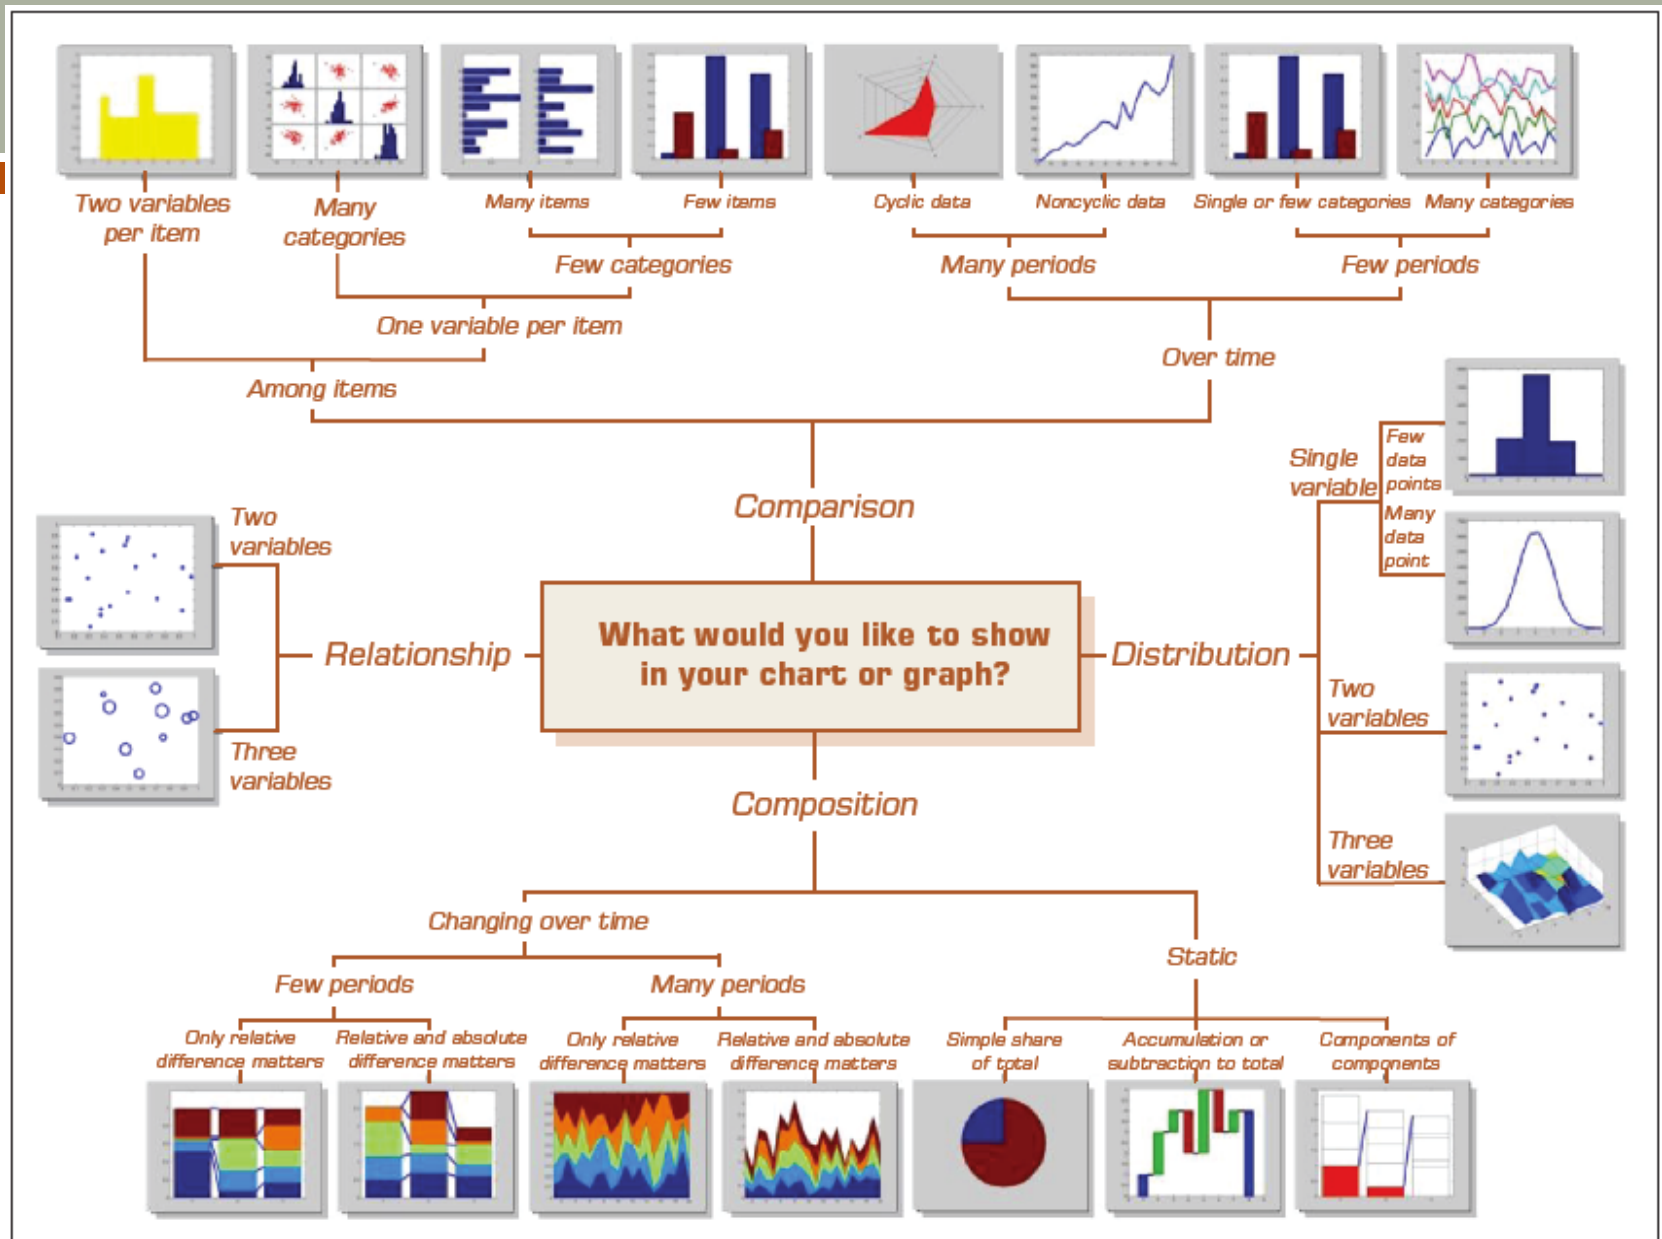 Two variables
per item
Many
categories
Many items
Few items
Cyclic data
Noncyclic data
Single or few categories
Many categories
Few categories
Many periods
Few periods
One variable per item
Over time
Among items
Comparison
Single
variable
Few
data
points
Many
data
point
Two
variables
Three
variables
Relationship
What would you like to show
in your chart or graph?
Distribution
Two
variables
Three
variables
Composition
Changing over time
Static
Few periods
Many periods
Only relative
difference matters
Relative and absolute
difference matters
Only relative
difference matters
Relative and absolute
difference matters
Simple share
of total
Accumulation or
subtraction to total
Components of
components